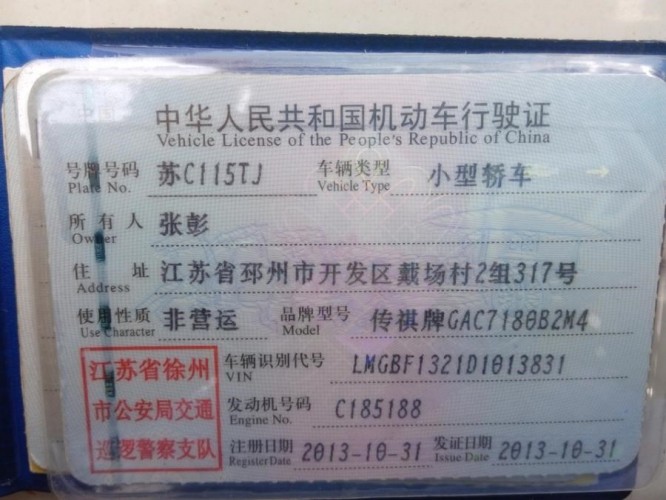 中华人民共和国机动车行驶证
Vehicle License of the People's Republic of China
号牌号码 苏C115TJ 车辆类型 小型轿车
Plate No. Vehicle Type
所有人 张彭
Owner
住址 江苏省邳州市开发区戴场村2组317号
Address
使用性质 非营运 品牌型号 传祺牌GAC7180B2M4
Use Character Model
江苏省徐州 车辆识别代号 LMGBF1321D1013831
VIN
市公安局交通 发动机号码 C185188
Engine No.
巡逻警察支队 注册日期 2013-10-31 发证日期 2013-10-31
Register Date Issue Date